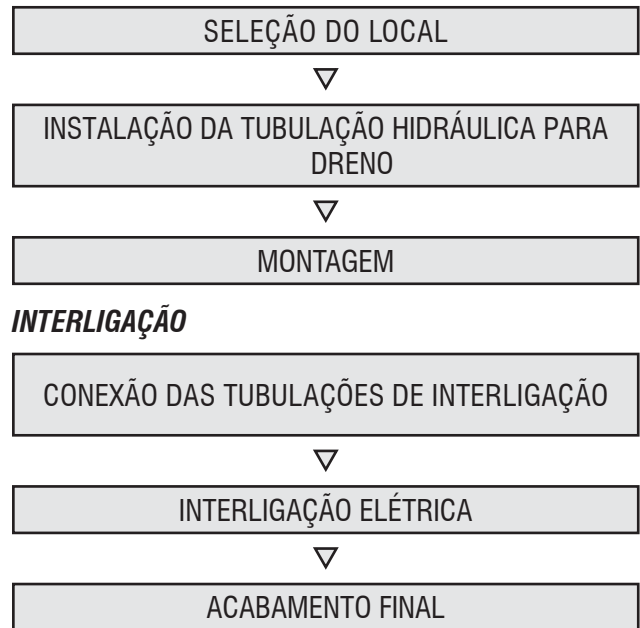 SELEÇÃO DO LOCAL
INSTALAÇÃO DA TUBULAÇÃO HIDRÁULICA PARA
DRENO
MONTAGEM
INTERLIGAÇÃO
CONEXÃO DAS TUBULAÇÕES DE INTERLIGAÇÃO
INTERLIGAÇÃO ELÉTRICA
ACABAMENTO FINAL